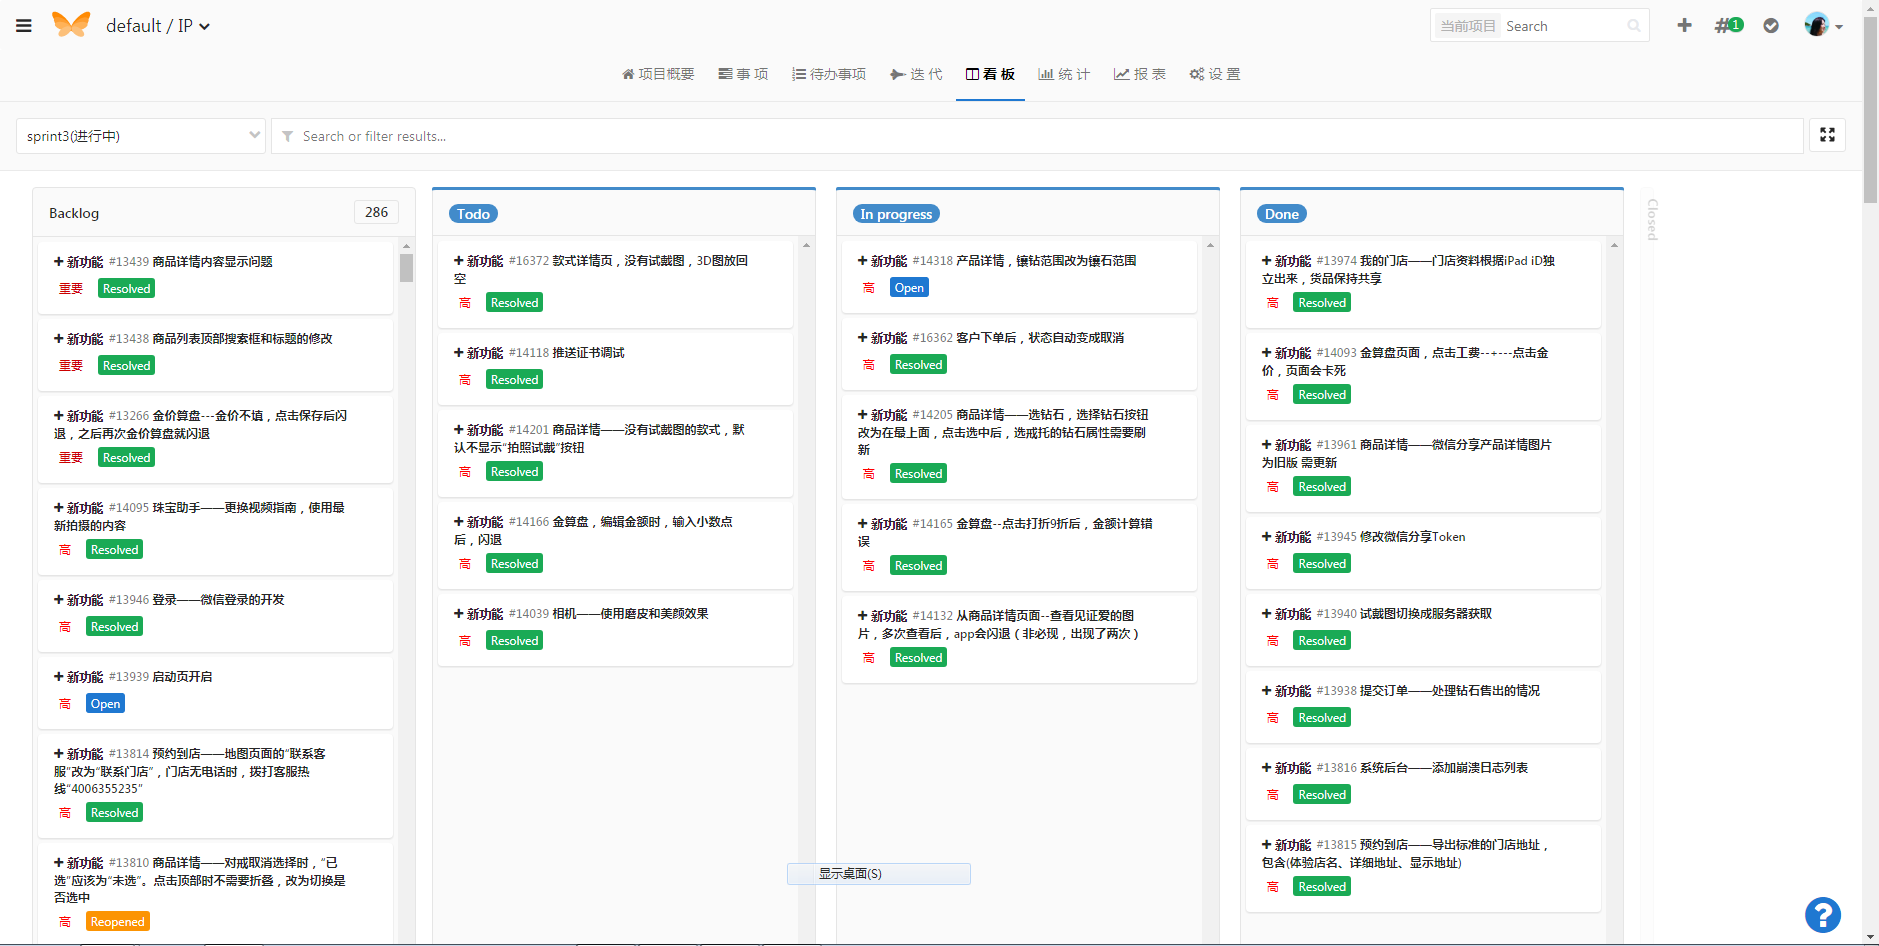 default / IP
当前项目 Search
1
项目概要 事 项 待办事项 迭 代 看 板 统 计 报 表 设 置
sprint3(进行中)
Search or filter results...
Backlog 286
新功能 #13439 商品详情内容显示问题
重要 Resolved
新功能 #13438 商品列表顶部搜索框和标题的修改
重要 Resolved
新功能 #13266 金价算盘---金价不填，点击保存后闪
退，之后再次金价算盘就闪退
重要 Resolved
新功能 #14095 珠宝助手——更换视频指南，使用最
新拍摄的内容
高 Resolved
新功能 #13946 登录——微信登录的开发
高 Resolved
新功能 #13939 启动页开启
高 Open
新功能 #13814 预约到店——地图页面的“联系客
服”改为“联系门店”，门店无电话时，拨打客服热
线“4006355235”
高 Resolved
新功能 #13810 商品详情——对戒取消选择时，“已
选”应该为“未选”。点击顶部时不需要折叠，改为切换是
否选中
高 Reopened
Todo
新功能 #16372 款式详情页，没有试戴图，3D图放回
空
高 Resolved
新功能 #14118 推送证书调试
高 Resolved
新功能 #14201 商品详情——没有试戴图的款式，默
认不显示“拍照试戴”按钮
高 Resolved
新功能 #14166 金算盘，编辑金额时，输入小数点
后，闪退
高 Resolved
新功能 #14039 相机——使用磨皮和美颜效果
高 Resolved
In progress
新功能 #14318 产品详情，镶钻范围改为镶石范围
高 Open
新功能 #16362 客户下单后，状态自动变成取消
高 Resolved
新功能 #14205 商品详情——选钻石，选择钻石按钮
改为在最上面，点击选中后，选戒托的钻石属性需要刷
新
高 Resolved
新功能 #14165 金算盘--点击打折9折后，金额计算错
误
高 Resolved
新功能 #14132 从商品详情页面--查看见证爱的图
片，多次查看后，app会闪退（非必现，出现了两次）
高 Resolved
Done
新功能 #13974 我的门店——门店资料根据iPad iD独
立出来，货品保持共享
高 Resolved
新功能 #14093 金算盘页面，点击工费--+---点击金
价，页面会卡死
高 Resolved
新功能 #13961 商品详情——微信分享产品详情图片
为旧版 需更新
高 Resolved
新功能 #13945 修改微信分享Token
高 Resolved
新功能 #13940 试戴图切换成服务器获取
高 Resolved
新功能 #13938 提交订单——处理钻石售出的情况
高 Resolved
新功能 #13816 系统后台——添加崩溃日志列表
高 Resolved
新功能 #13815 预约到店——导出标准的门店地址，
包含(体验店名、详细地址、显示地址)
高 Resolved
Closed
显示桌面(S)